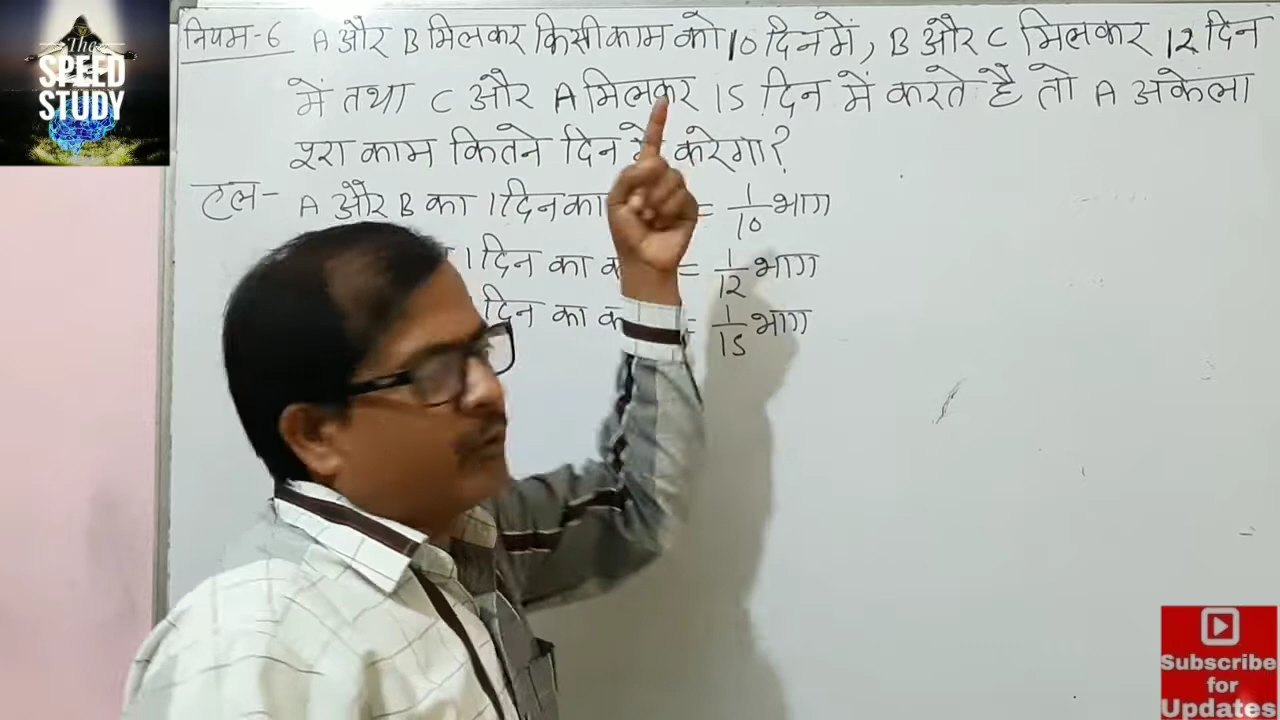 The
SPEED
STUDY
नियम-6 A और B मिलकर किसी काम को 10 दिन में, B और C मिलकर 12 दिन
में तथा C और A मिलकर 15 दिन में करते हैं तो A अकेला
पूरा काम कितने दिन करेगा?
हल- A और B का 1 दिन का = 1/10 भाग
1 दिन का = 1/12 भाग
दिन का = 1/15 भाग
Subscribe
for
Updates